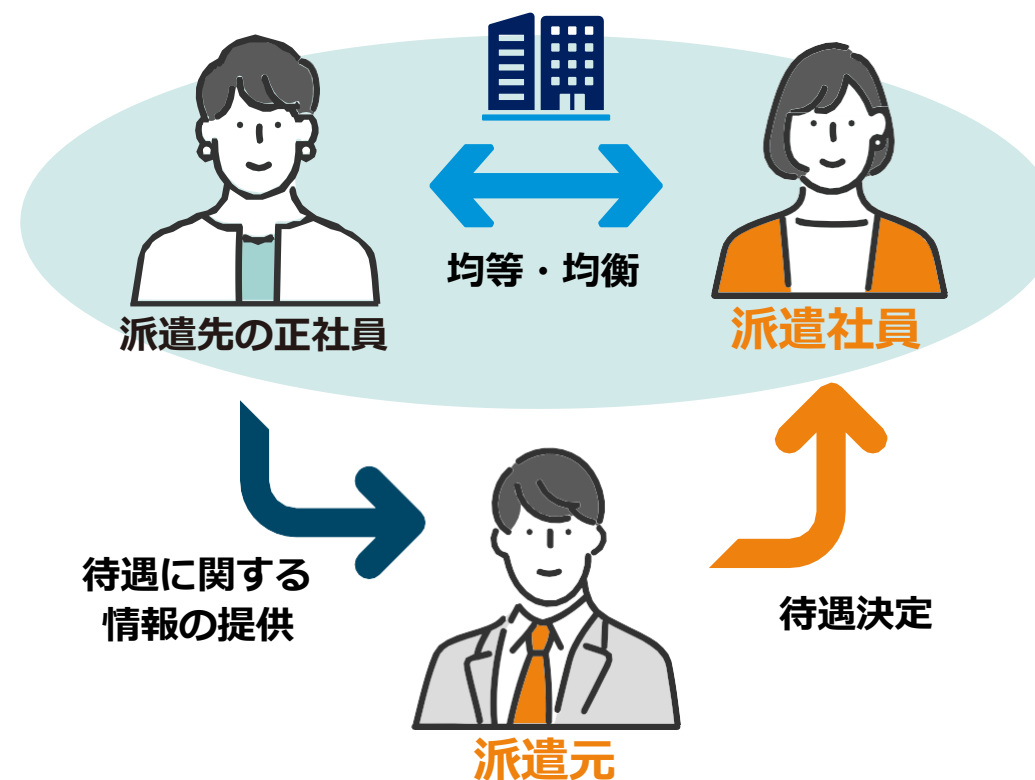 均等・均衡
派遣先の正社員
派遣社員
待遇に関する
情報の提供
待遇決定
派遣元